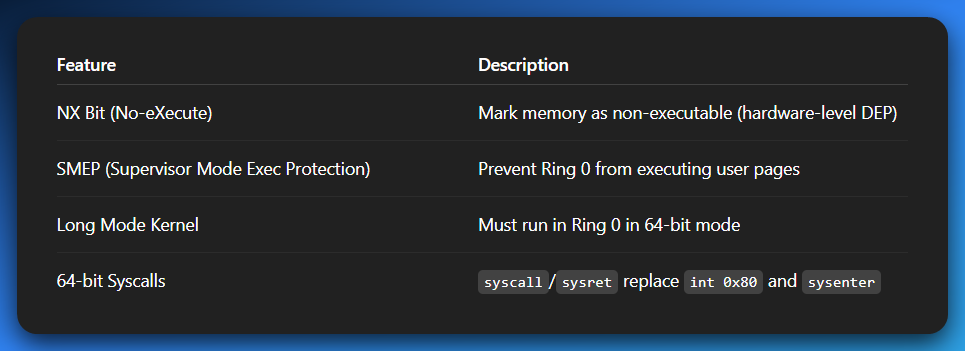 Feature Description
NX Bit (No-eXecute) Mark memory as non-executable (hardware-level DEP)
SMEP (Supervisor Mode Exec Protection) Prevent Ring 0 from executing user pages
Long Mode Kernel Must run in Ring 0 in 64-bit mode
64-bit Syscalls syscall/sysret replace int 0x80 and sysenter